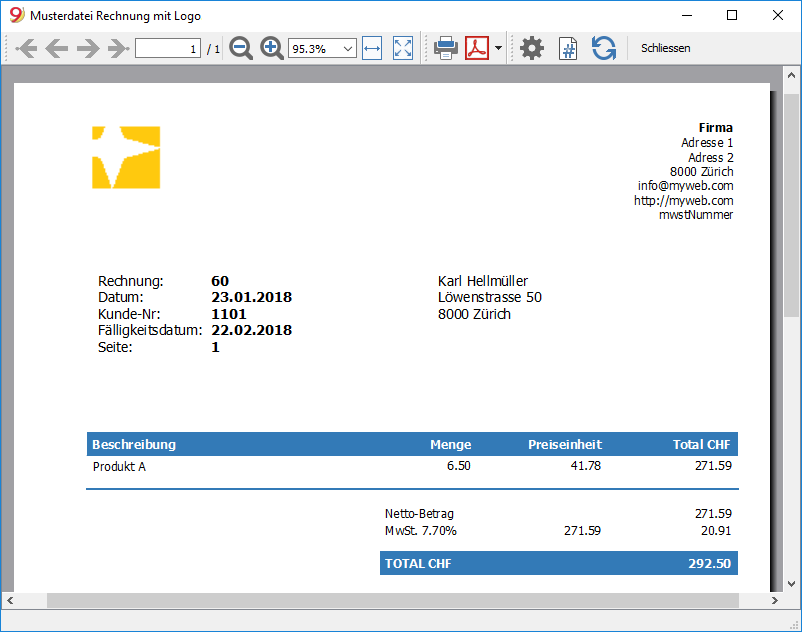 Musterdatei Rechnung mit Logo
1 / 1 95.3% Schliessen
Firma
Adresse 1
Adress 2
8000 Zürich
info@myweb.com
http://myweb.com
mwstNummer
Rechnung: 60
Datum: 23.01.2018
Kunde-Nr: 1101
Fälligkeitsdatum: 22.02.2018
Seite: 1
Karl Hellmüller
Löwenstrasse 50
8000 Zürich
Beschreibung Menge Preiseinheit Total CHF
Produkt A 6.50 41.78 271.59
Netto-Betrag 271.59
MwSt. 7.70% 271.59 20.91
TOTAL CHF 292.50